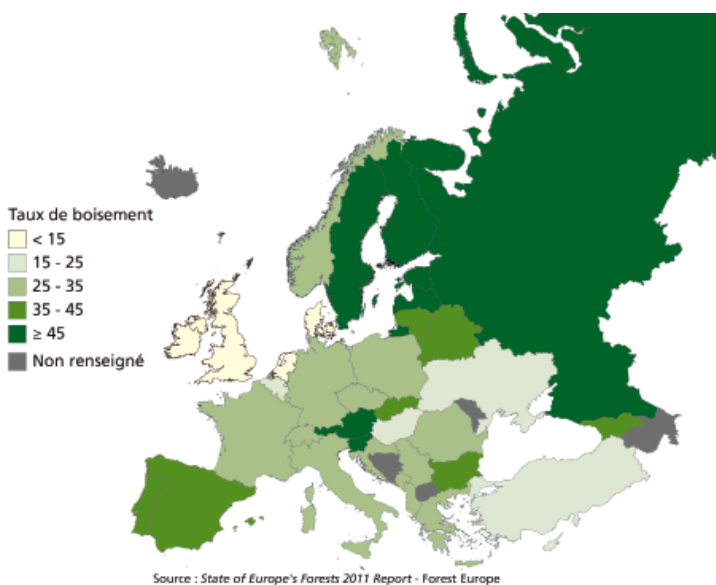 Taux de boisement
< 15
15 - 25
25 - 35
35 - 45
≥ 45
Non renseigné
Source : State of Europe's Forests 2011 Report - Forest Europe